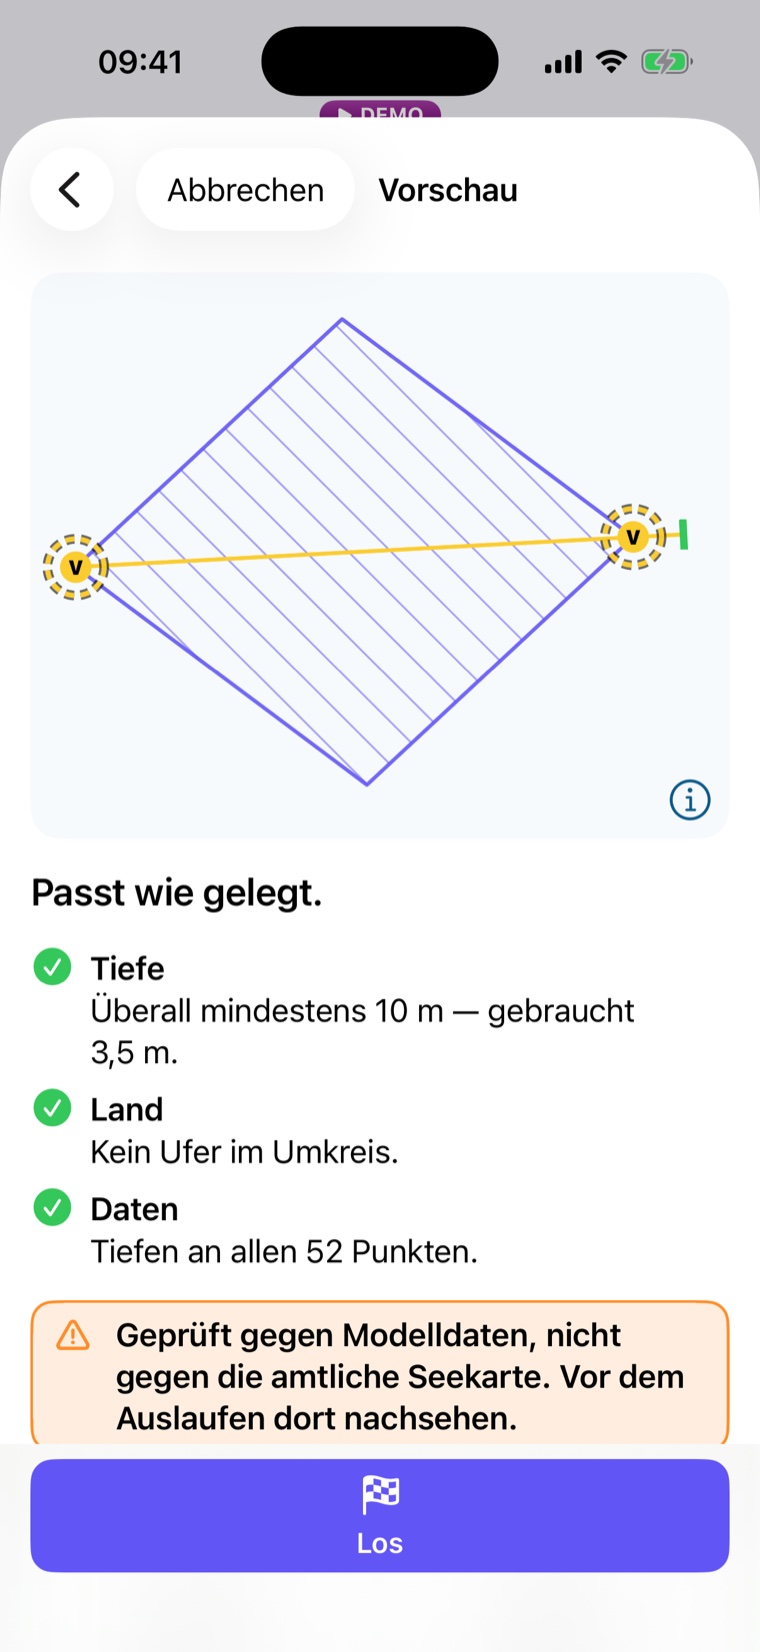 09:41
DEMO
Abbrechen
Vorschau
V
V
Passt wie gelegt.
Tiefe
Überall mindestens 10 m — gebraucht
3,5 m.
Land
Kein Ufer im Umkreis.
Daten
Tiefen an allen 52 Punkten.
Geprüft gegen Modelldaten, nicht
gegen die amtliche Seekarte. Vor dem
Auslaufen dort nachsehen.
Los